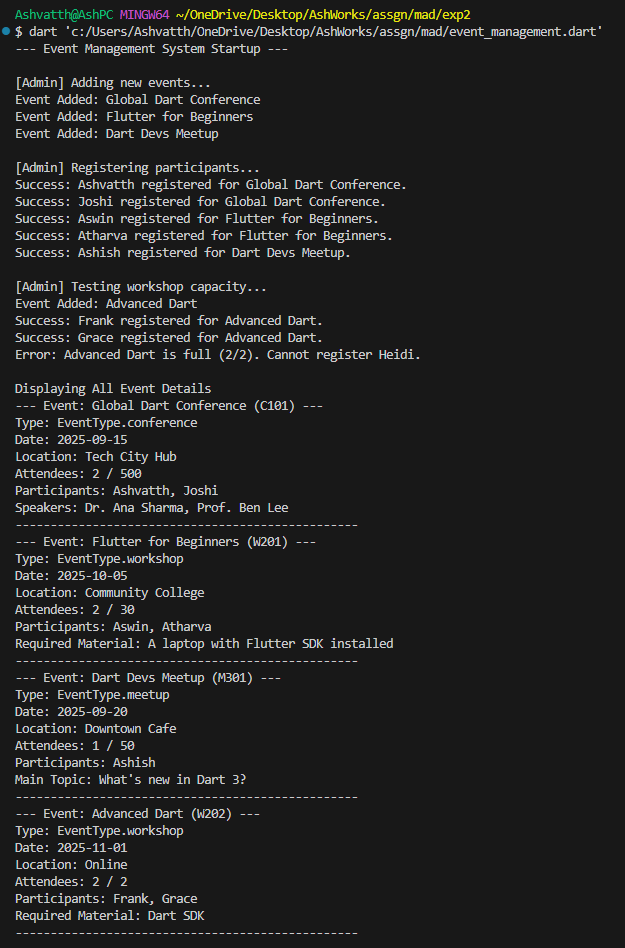 Ashvatth@AshPC MINGW64 ~/OneDrive/Desktop/AshWorks/assgn/mad/exp2
$ dart 'c:/Users/Ashvatth/OneDrive/Desktop/AshWorks/assgn/mad/event_management.dart'
--- Event Management System Startup ---

[Admin] Adding new events...
Event Added: Global Dart Conference
Event Added: Flutter for Beginners
Event Added: Dart Devs Meetup

[Admin] Registering participants...
Success: Ashvatth registered for Global Dart Conference.
Success: Joshi registered for Global Dart Conference.
Success: Aswin registered for Flutter for Beginners.
Success: Atharva registered for Flutter for Beginners.
Success: Ashish registered for Dart Devs Meetup.

[Admin] Testing workshop capacity...
Event Added: Advanced Dart
Success: Frank registered for Advanced Dart.
Success: Grace registered for Advanced Dart.
Error: Advanced Dart is full (2/2). Cannot register Heidi.

Displaying All Event Details
--- Event: Global Dart Conference (C101) ---
Type: EventType.conference
Date: 2025-09-15
Location: Tech City Hub
Attendees: 2 / 500
Participants: Ashvatth, Joshi
Speakers: Dr. Ana Sharma, Prof. Ben Lee
-------------------------------------------------
--- Event: Flutter for Beginners (W201) ---
Type: EventType.workshop
Date: 2025-10-05
Location: Community College
Attendees: 2 / 30
Participants: Aswin, Atharva
Required Material: A laptop with Flutter SDK installed
-------------------------------------------------
--- Event: Dart Devs Meetup (M301) ---
Type: EventType.meetup
Date: 2025-09-20
Location: Downtown Cafe
Attendees: 1 / 50
Participants: Ashish
Main Topic: What's new in Dart 3?
-------------------------------------------------
--- Event: Advanced Dart (W202) ---
Type: EventType.workshop
Date: 2025-11-01
Location: Online
Attendees: 2 / 2
Participants: Frank, Grace
Required Material: Dart SDK
-------------------------------------------------